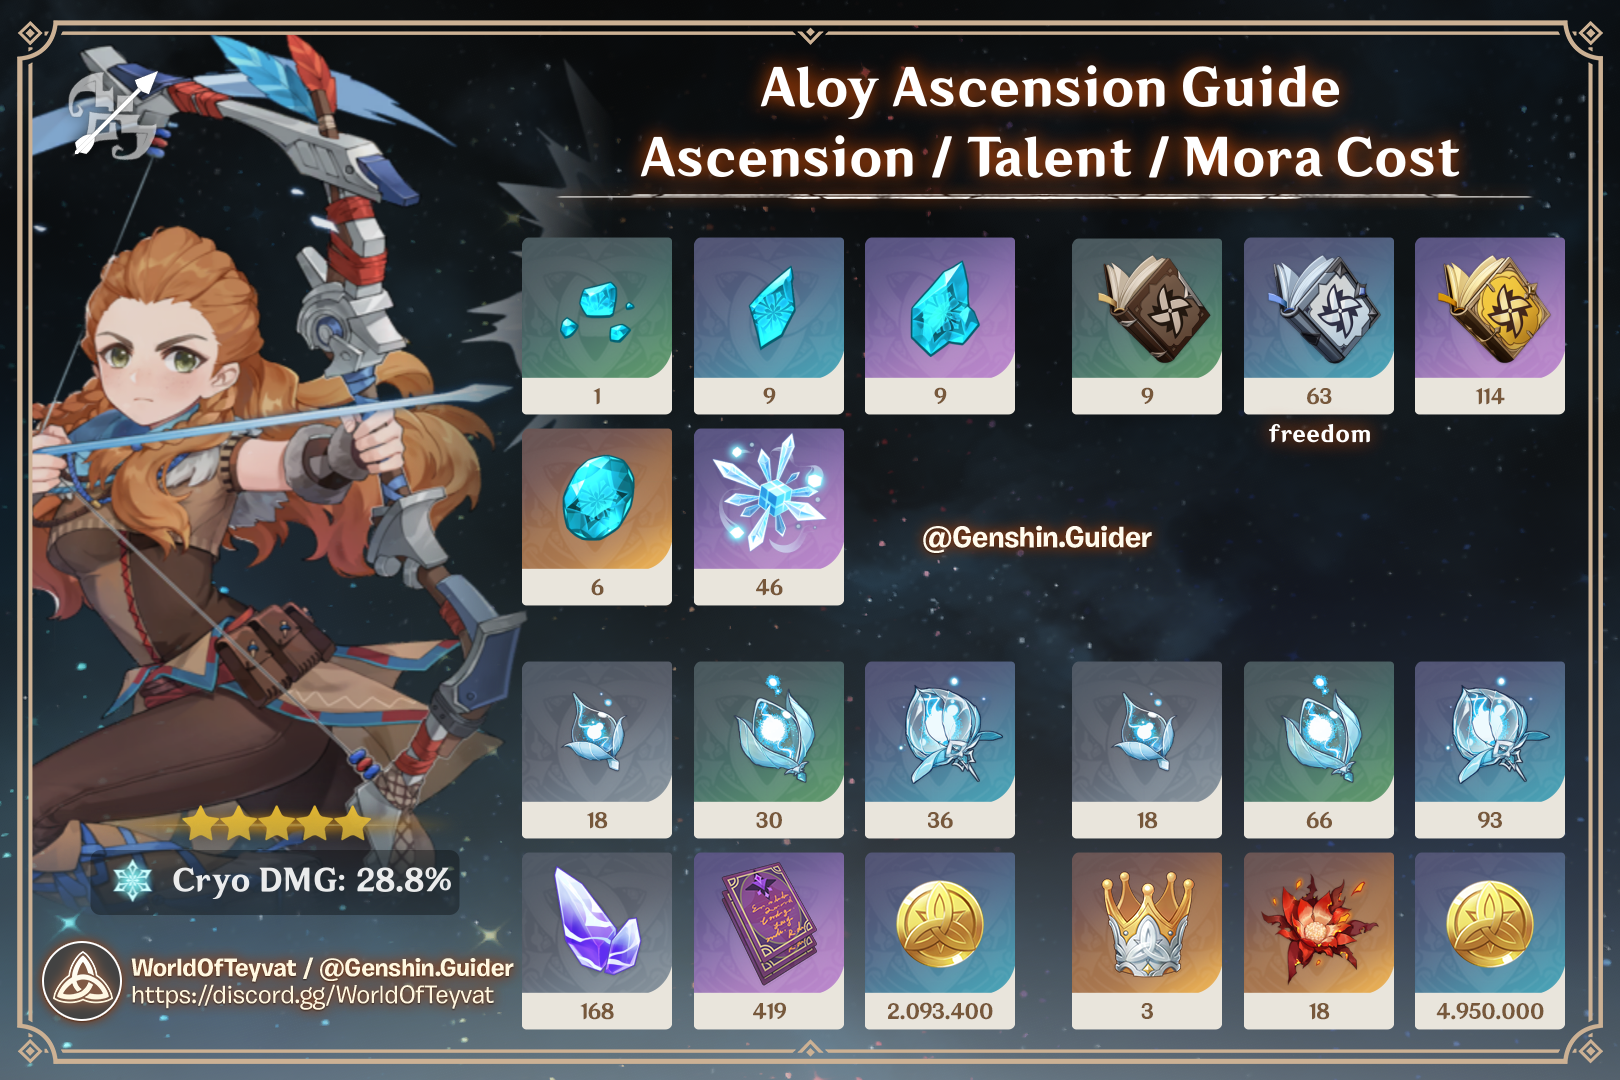 Aloy Ascension Guide
Ascension / Talent / Mora Cost
1 9 9 9 63 114
freedom
6 46
@Genshin.Guider
18 30 36 18 66 93
168 419 2.093.400 3 18 4.950.000
Cryo DMG: 28.8%
WorldOfTeyvat / @Genshin.Guider
https://discord.gg/WorldOfTeyvat